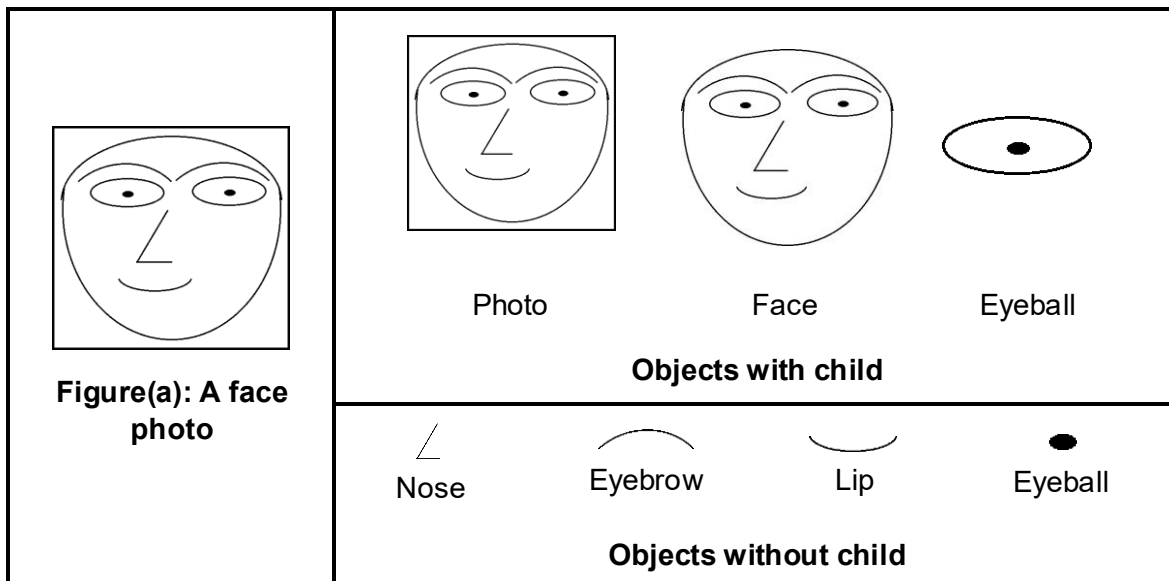 Figure(a): A face
photo
Photo Face Eyeball
Objects with child
Nose Eyebrow Lip Eyeball
Objects without child